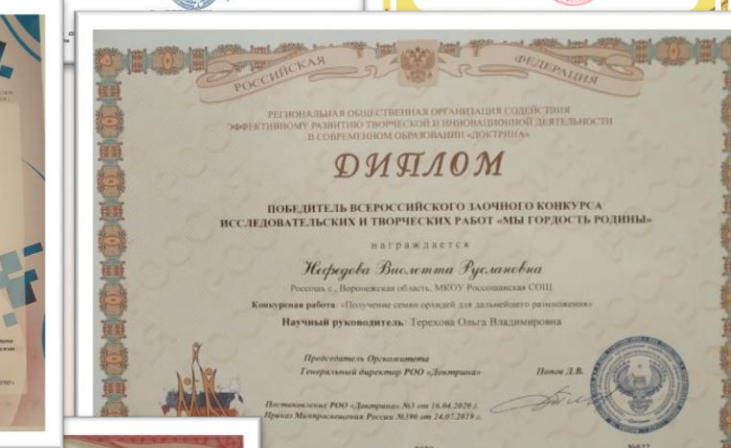 РОССИЙСКАЯ ФЕДЕРАЦИЯ
РЕГИОНАЛЬНАЯ ОБЩЕСТВЕННАЯ ОРГАНИЗАЦИЯ СОДЕЙСТВИЯ
ЭФФЕКТИВНОМУ РАЗВИТИЮ ТВОРЧЕСКОЙ И ИННОВАЦИОННОЙ ДЕЯТЕЛЬНОСТИ
В СОВРЕМЕННОМ ОБРАЗОВАНИИ «ДОКТРИНА»
ДИПЛОМ
ПОБЕДИТЕЛЬ ВСЕРОССИЙСКОГО ЗАОЧНОГО КОНКУРСА
ИССЛЕДОВАТЕЛЬСКИХ И ТВОРЧЕСКИХ РАБОТ «МЫ ГОРДОСТЬ РОДИНЫ»
награждается
Нефедова Виолетта Руслановна
Россошь с., Воронежская область, МКОУ Россошанская СОШ
Конкурсная работа: «Получение семян орхидей для дальнейшего размножения»
Научный руководитель: Терехова Ольга Владимировна
Председатель Оргкомитета
Генеральный директор РОО «Доктрина» Попов Д.В.
Постановление РОО «Доктрина» №3 от 16.04.2020 г.
Приказ Минпросвещения России №390 от 24.07.2019 г.